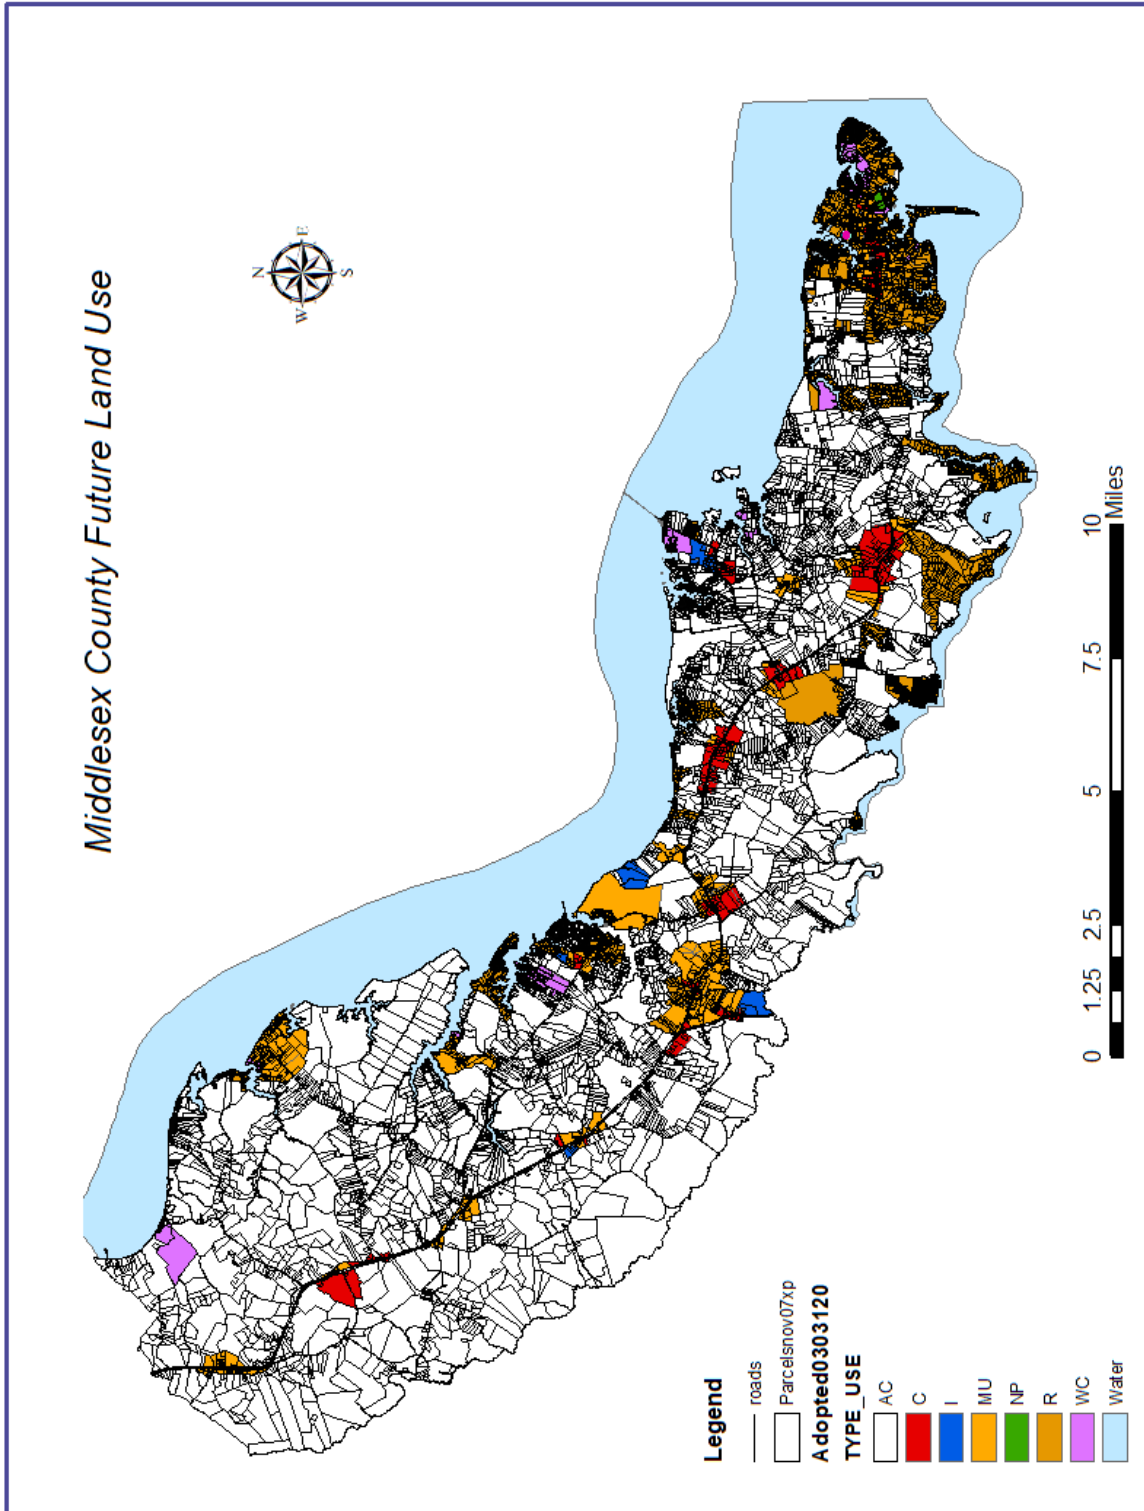 Middlesex County Future Land Use
N
W
E
S
Legend
roads
Parcelsnov07xp
Adopted0303120
TYPE_USE
AC
C
I
MU
NP
R
WC
Water
0 1.25 2.5 5 7.5 10
Miles